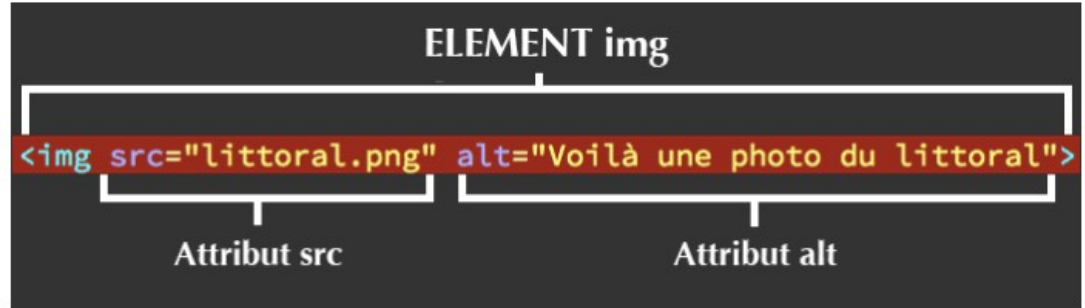 ELEMENT img
<img src="littoral.png" alt="Voilà une photo du littoral">
Attribut src
Attribut alt